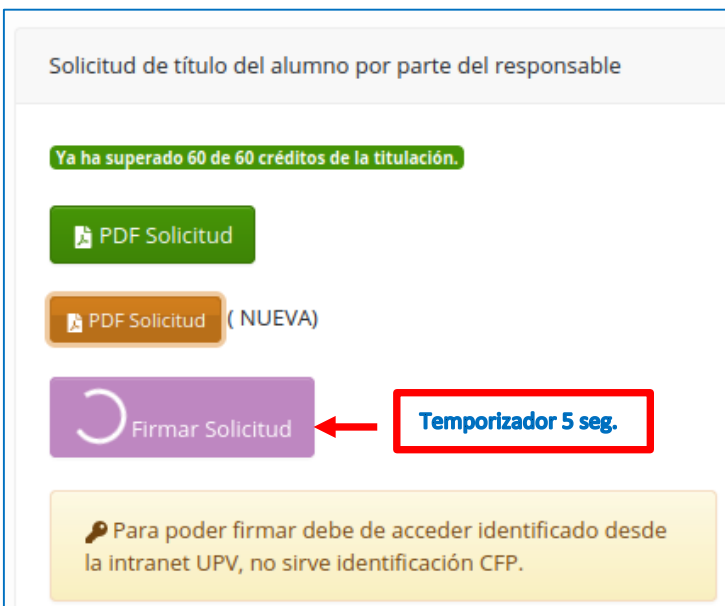 Solicitud de título del alumno por parte del responsable
Ya ha superado 60 de 60 créditos de la titulación.
PDF Solicitud
PDF Solicitud ( NUEVA)
Firmar Solicitud
Temporizador 5 seg.
Para poder firmar debe de acceder identificado desde
la intranet UPV, no sirve identificación CFP.